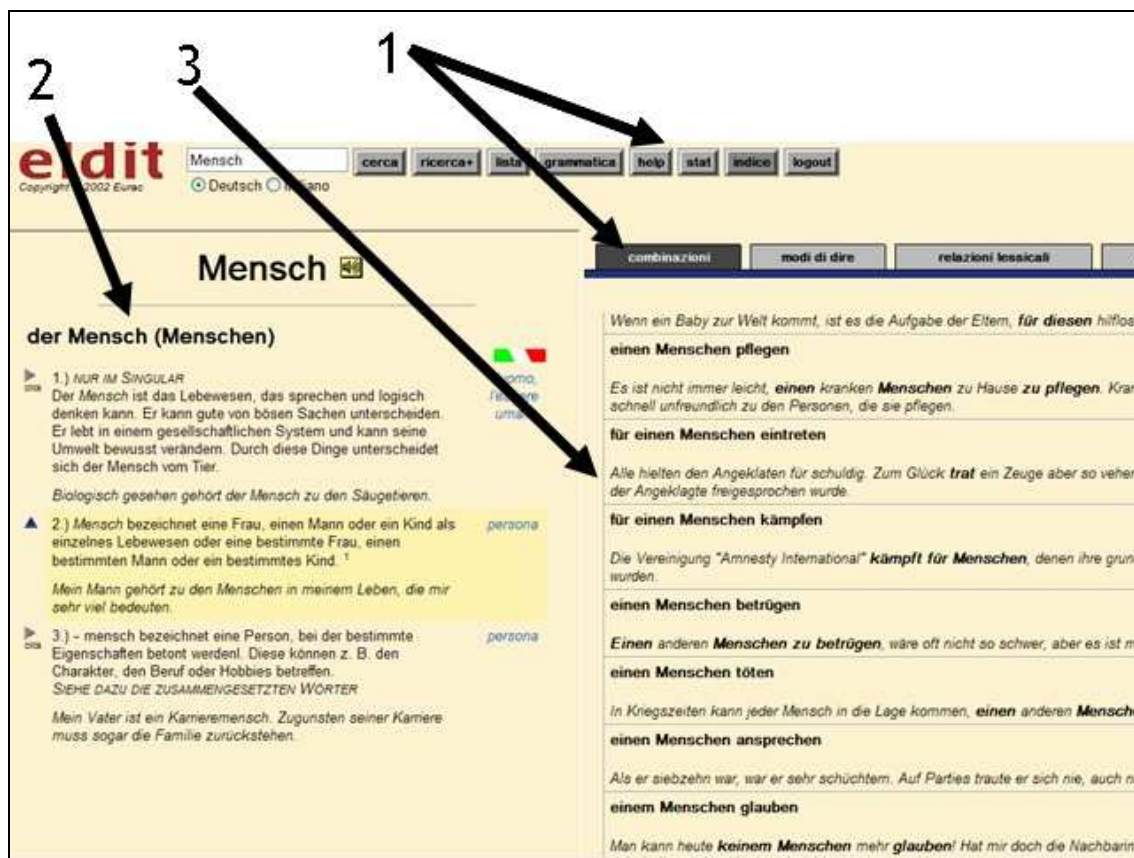 2
3
1
eldit
Copyright © 2002 Eurac
Mensch
cerca
ricerca+
lista
grammatica
help
stat
indice
logout
Deutsch
Mensch
der Mensch (Menschen)
1.) NUR IM SINGULAR
Der Mensch ist das Lebewesen, das sprechen und logisch
denken kann. Er kann gute von bösen Sachen unterscheiden.
Er lebt in einem gesellschaftlichen System und kann seine
Umwelt bewusst verändern. Durch diese Dinge unterscheidet
sich der Mensch vom Tier.
Biologisch gesehen gehört der Mensch zu den Säugetieren.
2.) Mensch bezeichnet eine Frau, einen Mann oder ein Kind als
einzelnes Lebewesen oder eine bestimmte Frau, einen
bestimmten Mann oder ein bestimmtes Kind. 1
persona
Mein Mann gehört zu den Menschen in meinem Leben, die mir
sehr viel bedeuten.
3.) - mensch bezeichnet eine Person, bei der bestimmte
Eigenschaften betont werdenl. Diese können z. B. den
Charakter, den Beruf oder Hobbies betreffen.
SIEHE DAZU DIE ZUSAMMENGESETZTEN WÖRTER
persona
Mein Vater ist ein Karrieremensch. Zugunsten seiner Karriere
muss sogar die Familie zurückstehen.
combinazioni
modi di dire
relazioni lessicali
Wenn ein Baby zur Welt kommt, ist es die Aufgabe der Eltern, für diesen
einen Menschen pflegen
Es ist nicht immer leicht, einen kranken Menschen zu Hause zu pflegen.
schnell unfreundlich zu den Personen, die sie pflegen.
für einen Menschen eintreten
Alle hielten den Angeklaten für schuldig. Zum Glück trat ein Zeuge aber so
der Angeklagte freigesprochen wurde.
für einen Menschen kämpfen
Die Vereinigung "Amnesty International" kämpft für Menschen, denen ihre
wurden.
einen Menschen betrügen
Einen anderen Menschen zu betrügen, wäre oft nicht so schwer, aber es ist
einen Menschen töten
In Kriegszeiten kann jeder Mensch in die Lage kommen, einen anderen
einen Menschen ansprechen
Als er siebzehn war, war er sehr schüchtern. Auf Parties traute er sich nie, auch
einem Menschen glauben
Man kann heute keinem Menschen mehr glauben! Hat mir doch die Nachbarin